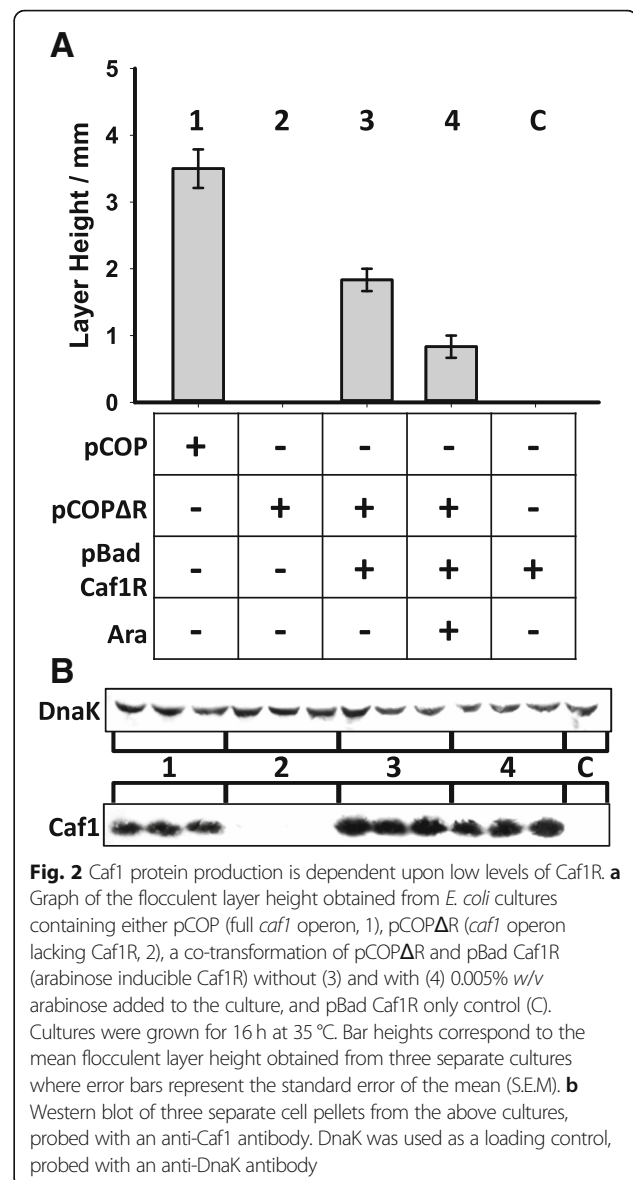 A
5
4
3
2
1
0
Layer Height / mm
1 2 3 4 C
pCOP + - - - -
pCOPΔR - + + + -
pBad Caf1R - - + + +
Ara - - - + -
B
DnaK
1 2 3 4 C
Caf1
Fig. 2 Caf1 protein production is dependent upon low levels of Caf1R. a
Graph of the flocculent layer height obtained from E. coli cultures
containing either pCOP (full caf1 operon, 1), pCOPΔR (caf1 operon
lacking Caf1R, 2), a co-transformation of pCOPΔR and pBad Caf1R
(arabinose inducible Caf1R) without (3) and with (4) 0.005% w/v
arabinose added to the culture, and pBad Caf1R only control (C).
Cultures were grown for 16 h at 35 °C. Bar heights correspond to the
mean flocculent layer height obtained from three separate cultures
where error bars represent the standard error of the mean (S.E.M). b
Western blot of three separate cell pellets from the above cultures,
probed with an anti-Caf1 antibody. DnaK was used as a loading control,
probed with an anti-DnaK antibody